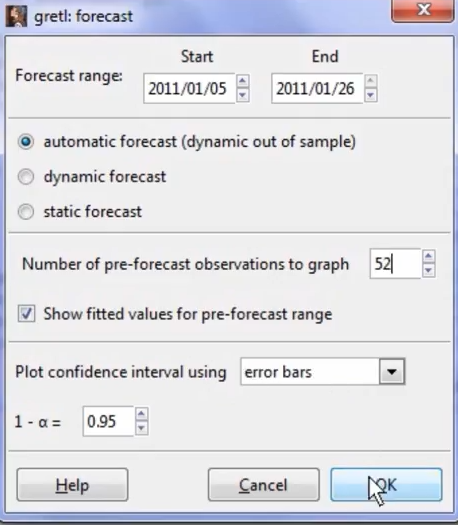 gretl: forecast
Start End
Forecast range: 2011/01/05 2011/01/26
automatic forecast (dynamic out of sample)
dynamic forecast
static forecast
Number of pre-forecast observations to graph 52
Show fitted values for pre-forecast range
Plot confidence interval using error bars
1 - α = 0.95
Help Cancel OK